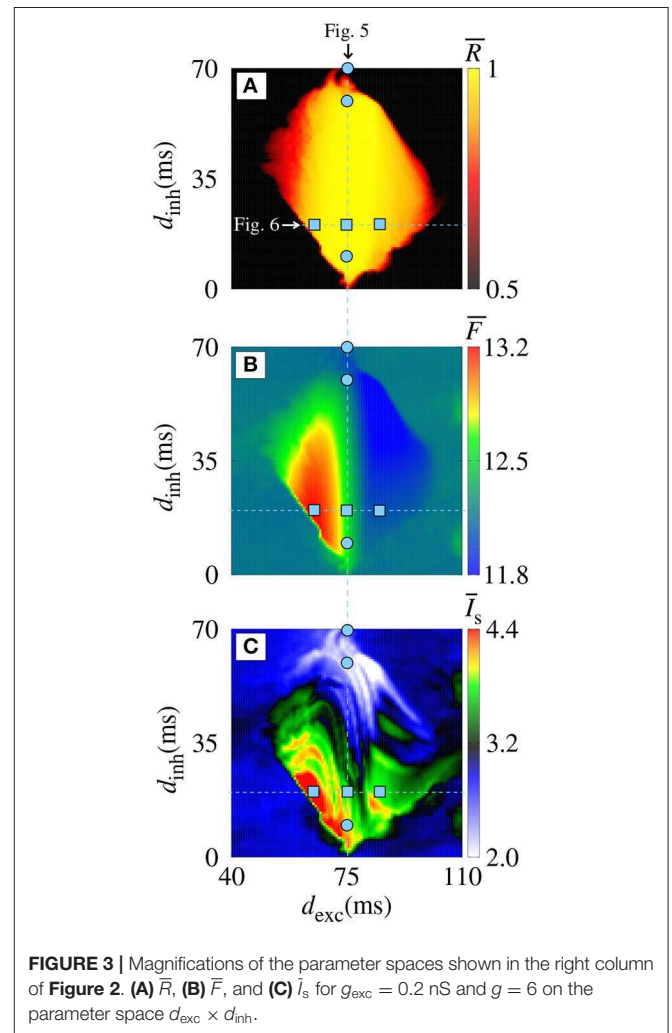 Fig. 5
R̅
70
A
1
d_inh(ms)
35
Fig. 6
0
0.5
F̅
70
B
13.2
d_inh(ms)
35
12.5
0
11.8
I̅_s
70
C
4.4
d_inh(ms)
35
3.2
0
2.0
40
75
110
d_exc(ms)
FIGURE 3 | Magnifications of the parameter spaces shown in the right column
of Figure 2. (A) R̅, (B) F̅, and (C) I̅_s for g_exc = 0.2 nS and g = 6 on the
parameter space d_exc × d_inh.